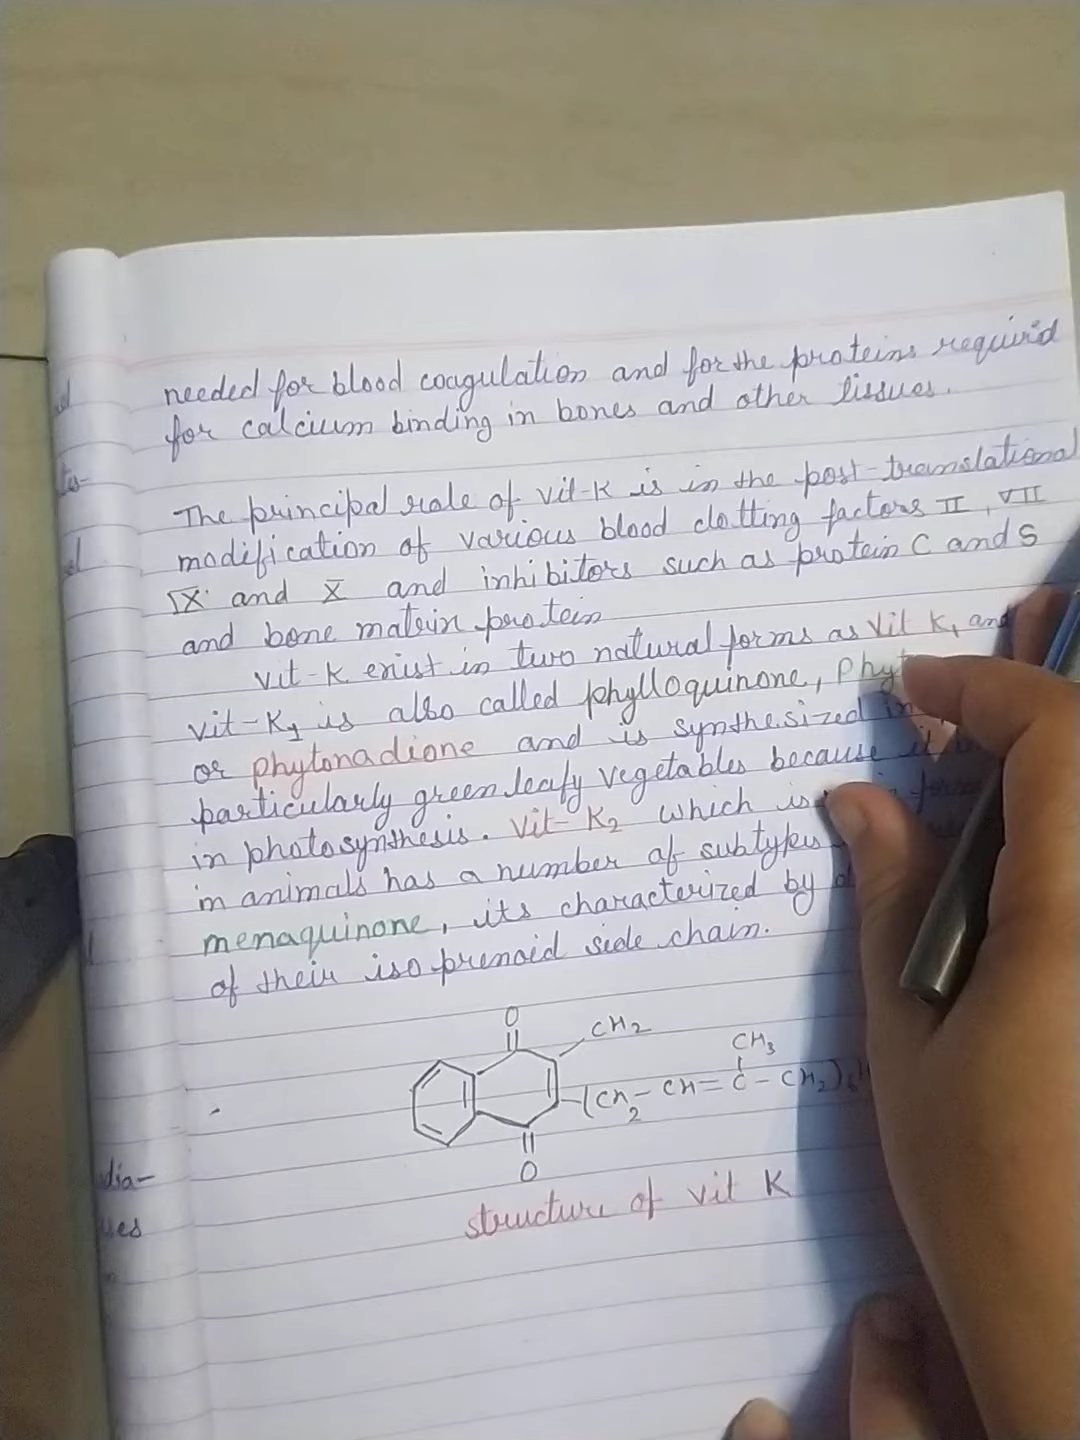 needed for blood coagulation and for the proteins required
for calcium binding in bones and other tissues.
The principal role of vit-K is in the post-translational
modification of various blood clotting factors II, VII
IX and X and inhibitors such as protein C and S
and bone matrix protein
vit-K exist in two natural forms as Vit K1 and
vit-K1 is also called phylloquinone,
or phytonadione and is synthesized in
particularly green leafy vegetables because it
in photosynthesis. Vit-K2 which is
in animals has a number of subtypes
menaquinone, its characterized by
of their isoprenoid side chain.
O
CH2
CH3
(CH2-CH=C-CH2)
O
dia-
structure of vit K